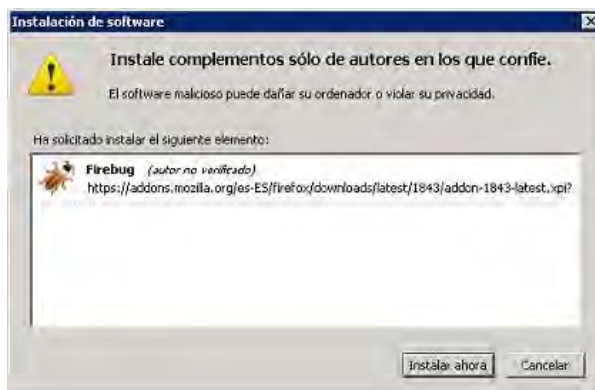 Instalación de software
Instale complementos sólo de autores en los que confíe.
El software malicioso puede dañar su ordenador o violar su privacidad.
Ha solicitado instalar el siguiente elemento:
Firebug (autor no verificado)
https://addons.mozilla.org/es-ES/firefox/downloads/latest/1843/addon-1843-latest.xpi?
Instalar ahora
Cancelar